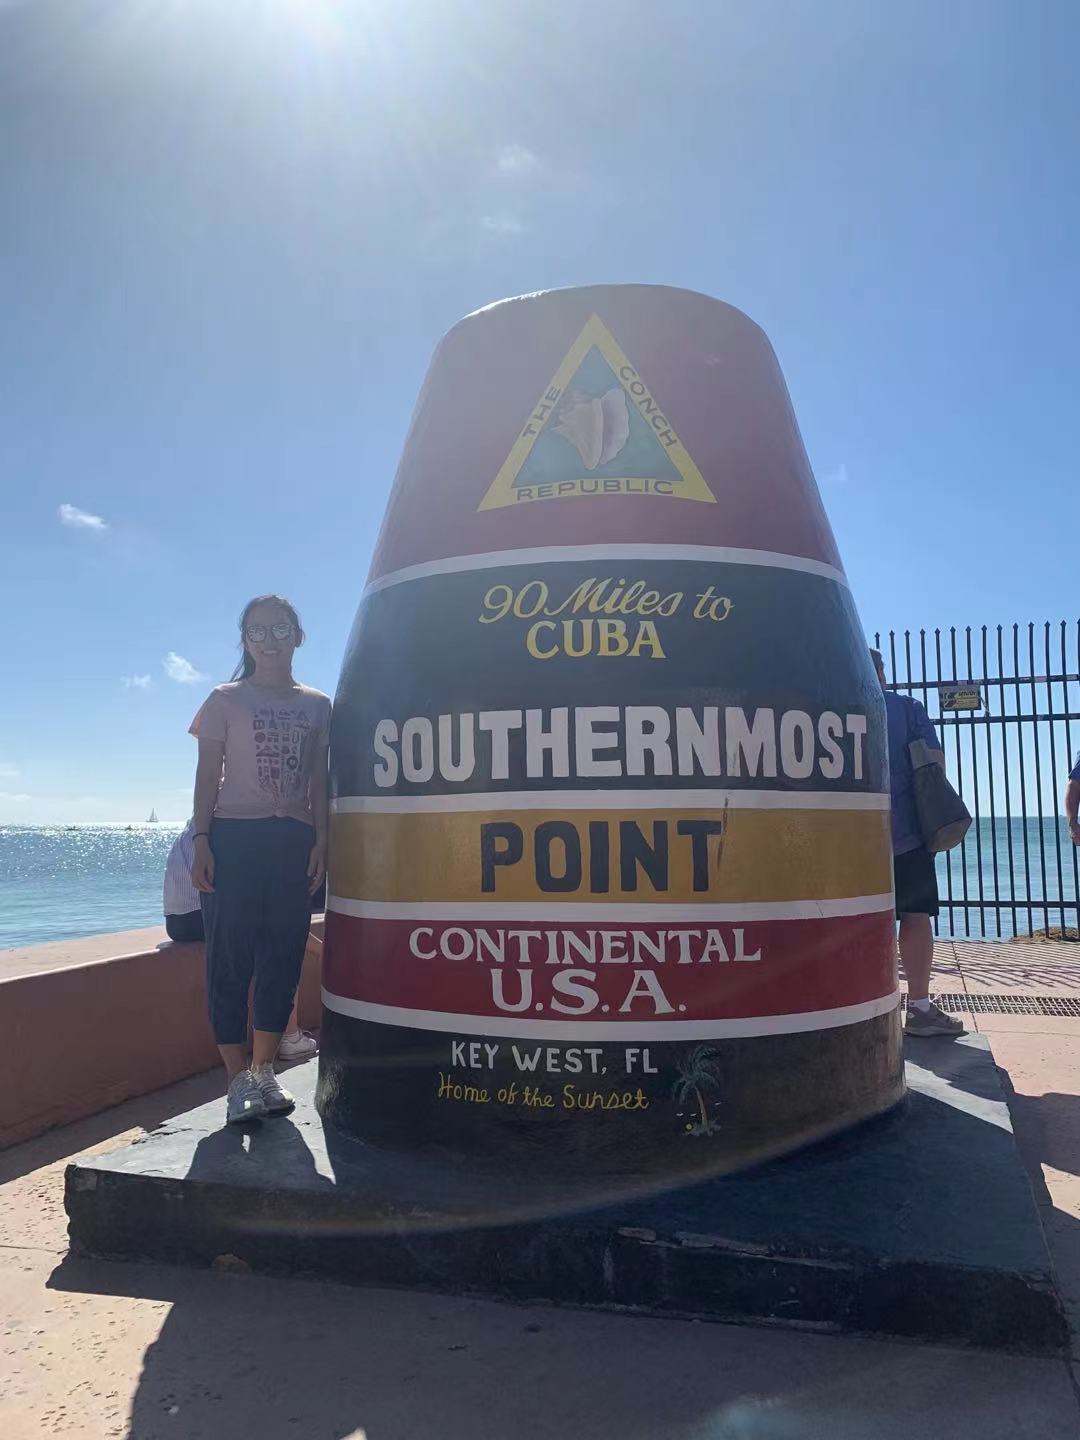 THE CONCH
REPUBLIC
90 Miles to
CUBA
SOUTHERNMOST
POINT
CONTINENTAL
U.S.A.
KEY WEST, FL
Home of the Sunset